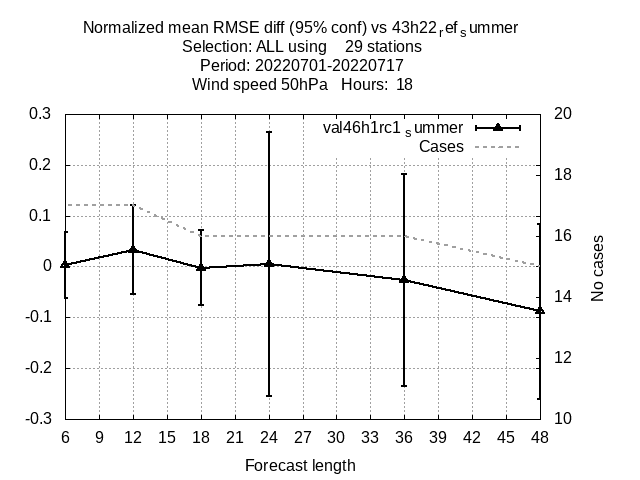 Normalized mean RMSE diff (95% conf) vs 43h22refsummer
Selection: ALL using 29 stations
Period: 20220701-20220717
Wind speed 50hPa Hours: 18
val46h1rc1summer
Cases
0.3
0.2
0.1
0
-0.1
-0.2
-0.3
20
18
16
14
12
10
No cases
6 9 12 15 18 21 24 27 30 33 36 39 42 45 48
Forecast length